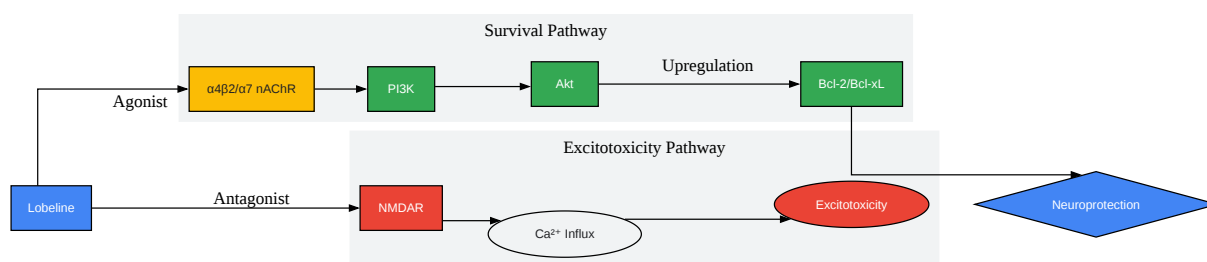 Survival Pathway
α4β2/α7 nAChR
PI3K
Akt
Upregulation
Bcl-2/Bcl-xL
Agonist
Excitotoxicity Pathway
Lobeline
Antagonist
NMDAR
Ca²⁺ Influx
Excitotoxicity
Neuroprotection